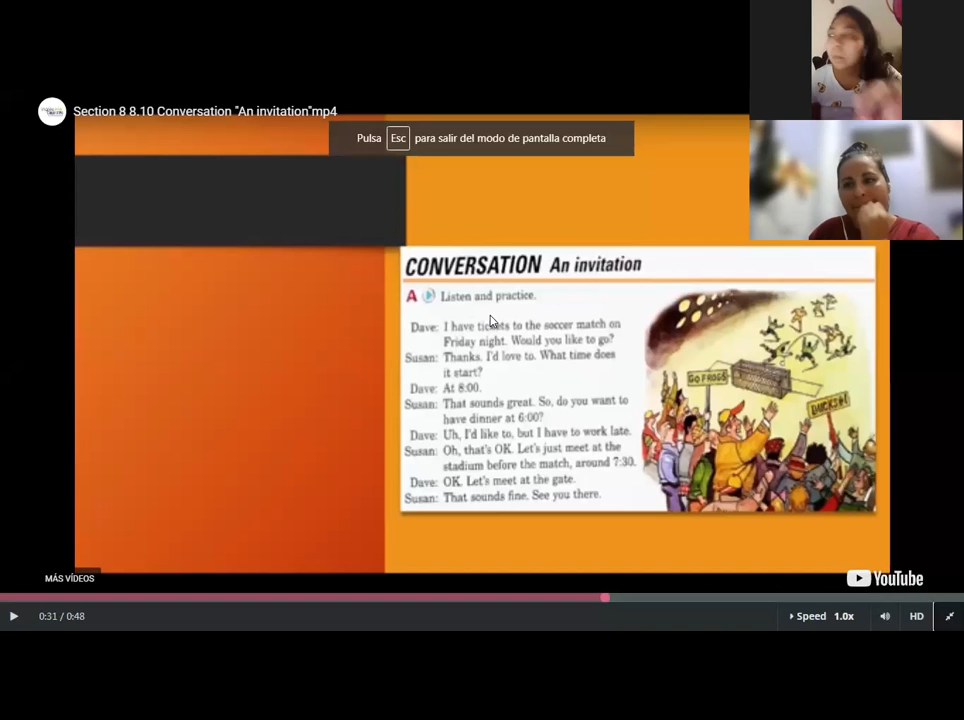 Section 8 8.10 Conversation "An invitation"mp4
Pulsa Esc para salir del modo de pantalla completa
CONVERSATION An invitation
A Listen and practice.
Dave: I have tickets to the soccer match on
Friday night. Would you like to go?
Susan: Thanks. I'd love to. What time does
it start?
Dave: At 8:00.
Susan: That sounds great. So, do you want to
have dinner at 6:00?
Dave: Uh, I'd like to, but I have to work late.
Susan: Oh, that's OK. Let's just meet at the
stadium before the match, around 7:30.
Dave: OK. Let's meet at the gate.
Susan: That sounds fine. See you there.
GO FROGS
MÁS VÍDEOS
YouTube
0:31 / 0:48
Speed 1.0x
HD